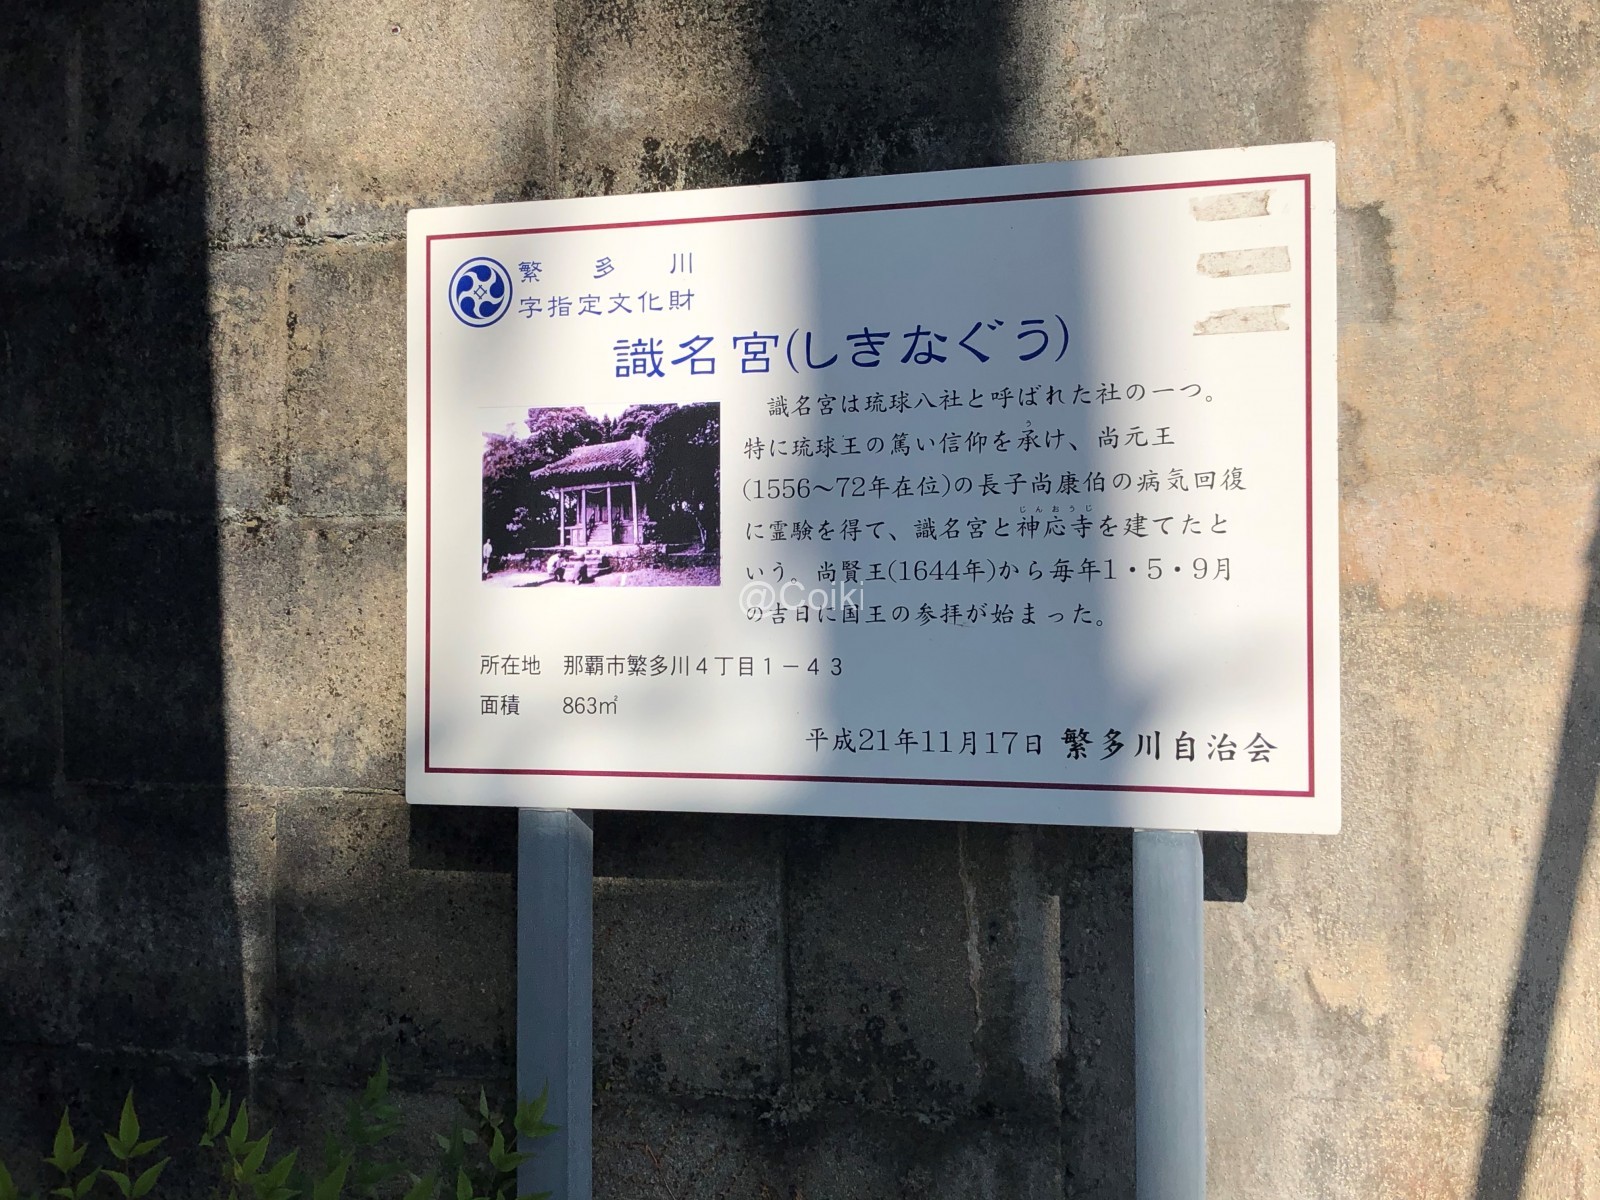 繁多川
字指定文化財
識名宮(しきなぐう)
識名宮は琉球八社と呼ばれた社の一つ。
う
特に琉球王の篤い信仰を承け、尚元王
(1556〜72年在位)の長子尚康伯の病気回復
じんおうじ
に霊験を得て、識名宮と神応寺を建てたと
いう。尚賢王(1644年)から毎年1・5・9月
@Coiki
の吉日に国王の参拝が始まった。
所在地 那覇市繁多川4丁目1－43
面積 863㎡
平成21年11月17日 繁多川自治会